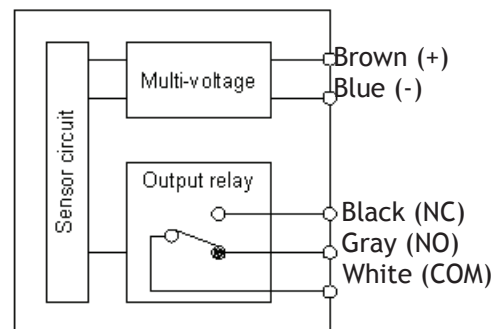 Sensor circuit
Multi-voltage
Output relay
Brown (+)
Blue (-)
Black (NC)
Gray (NO)
White (COM)